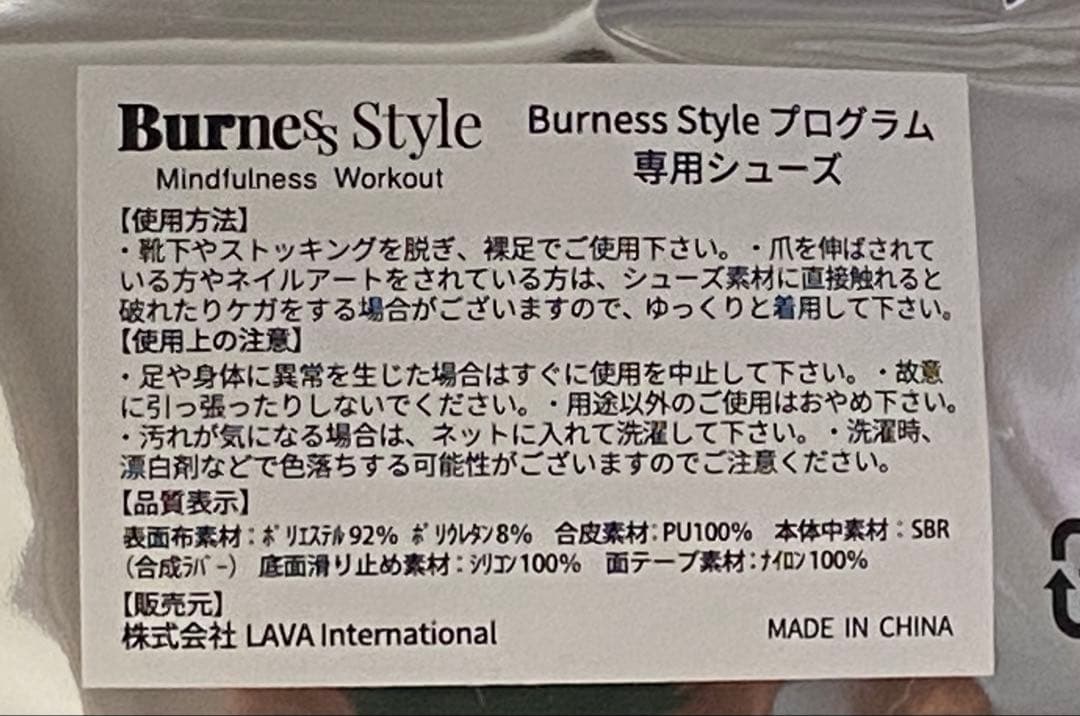 Burness Style
Mindfulness Workout
Burness Style プログラム
専用シューズ
【使用方法】
・靴下やストッキングを脱ぎ、裸足でご使用下さい。・爪を伸ばされて
いる方やネイルアートをされている方は、シューズ素材に直接触れると
破れたりケガをする場合がございますので、ゆっくりと着用して下さい。
【使用上の注意】
・足や身体に異常を生じた場合はすぐに使用を中止して下さい。・故意
に引っ張ったりしないでください。・用途以外のご使用はおやめ下さい。
・汚れが気になる場合は、ネットに入れて洗濯して下さい。・洗濯時、
漂白剤などで色落ちする可能性がございますのでご注意ください。
【品質表示】
表面布素材：ﾎﾟﾘｴｽﾃﾙ92% ﾎﾟﾘｳﾚﾀﾝ8% 合皮素材：PU100% 本体中素材：SBR
（合成ﾗﾊﾞｰ） 底面滑り止め素材：ｼﾘｺﾝ100% 面テープ素材：ﾅｲﾛﾝ100%
【販売元】
株式会社 LAVA International
MADE IN CHINA